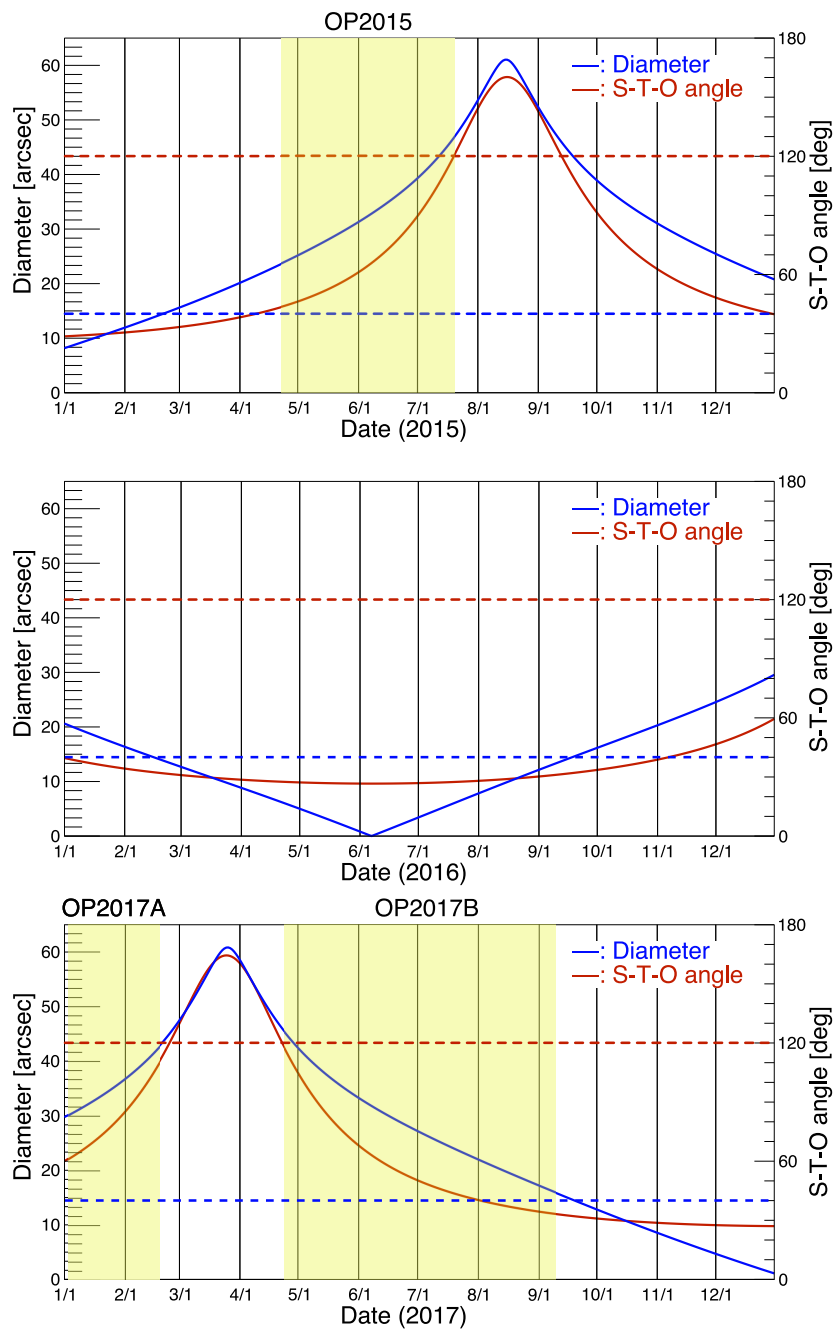 OP2015
—: Diameter
—: S-T-O angle
Diameter [arcsec]
S-T-O angle [deg]
60
50
40
30
20
10
0
180
120
60
0
1/1 2/1 3/1 4/1 5/1 6/1 7/1 8/1 9/1 10/1 11/1 12/1
Date (2015)
—: Diameter
—: S-T-O angle
Diameter [arcsec]
S-T-O angle [deg]
60
50
40
30
20
10
0
180
120
60
0
1/1 2/1 3/1 4/1 5/1 6/1 7/1 8/1 9/1 10/1 11/1 12/1
Date (2016)
OP2017A OP2017B
—: Diameter
—: S-T-O angle
Diameter [arcsec]
S-T-O angle [deg]
60
50
40
30
20
10
0
180
120
60
0
1/1 2/1 3/1 4/1 5/1 6/1 7/1 8/1 9/1 10/1 11/1 12/1
Date (2017)